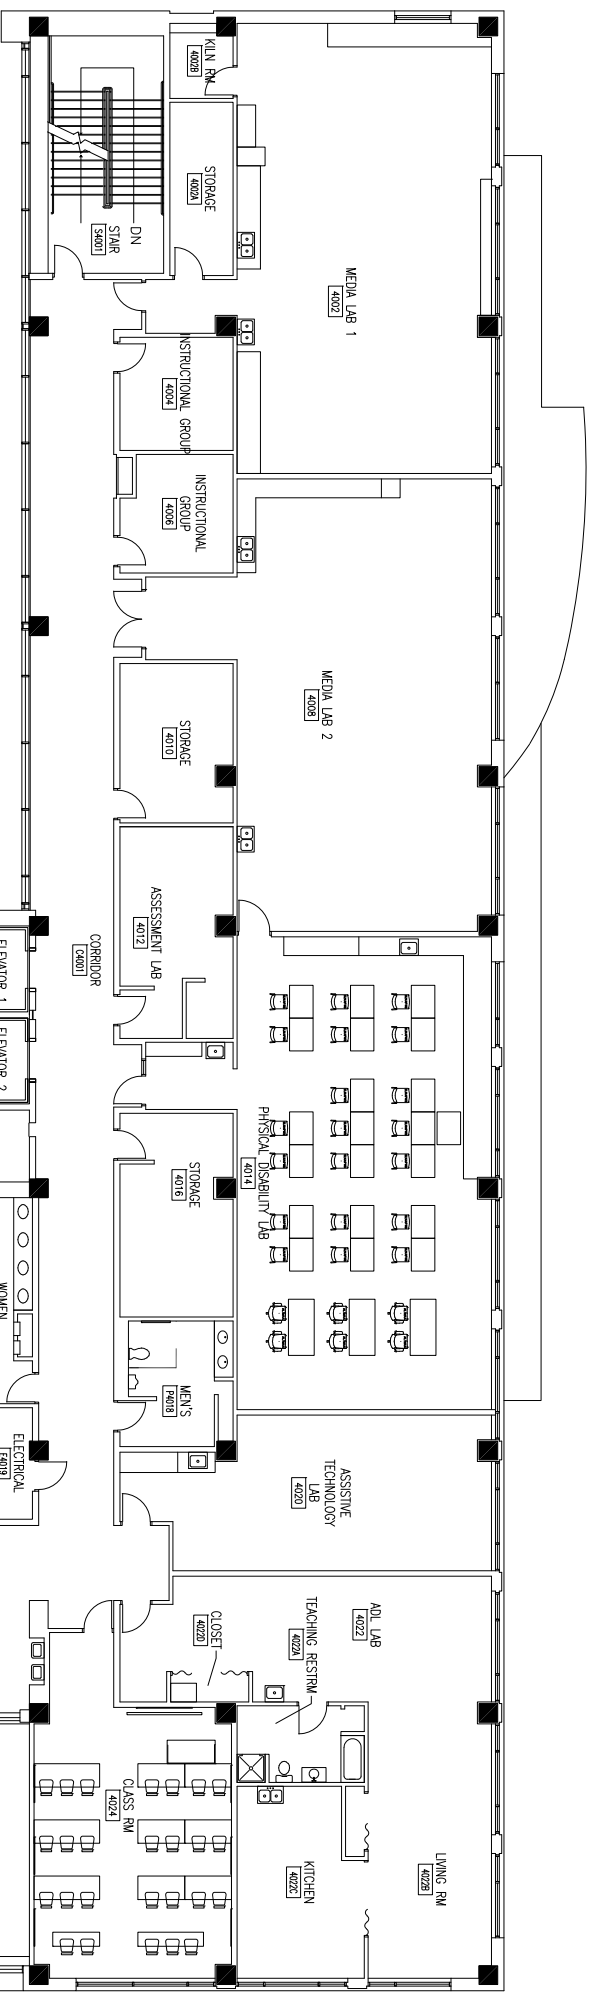 KILN RM
4002B
STORAGE
4002A
DN
STAIR
S4001
MEDIA LAB 1
4002
INSTRUCTIONAL GROUP
4004
INSTRUCTIONAL
GROUP
4006
MEDIA LAB 2
4008
STORAGE
4010
ASSESSMENT LAB
4012
CORRIDOR
C4001
ELEVATOR 1
ELEVATOR 2
PHYSICAL DISABILITY LAB
4014
STORAGE
4016
WOMEN
MEN'S
P4018
ELECTRICAL
E4019
ASSISTIVE
TECHNOLOGY
LAB
4020
ADL LAB
4022
TEACHING RESTRM
4022A
CLOSET
4022D
CLASS RM
4024
KITCHEN
4022C
LIVING RM
4022B